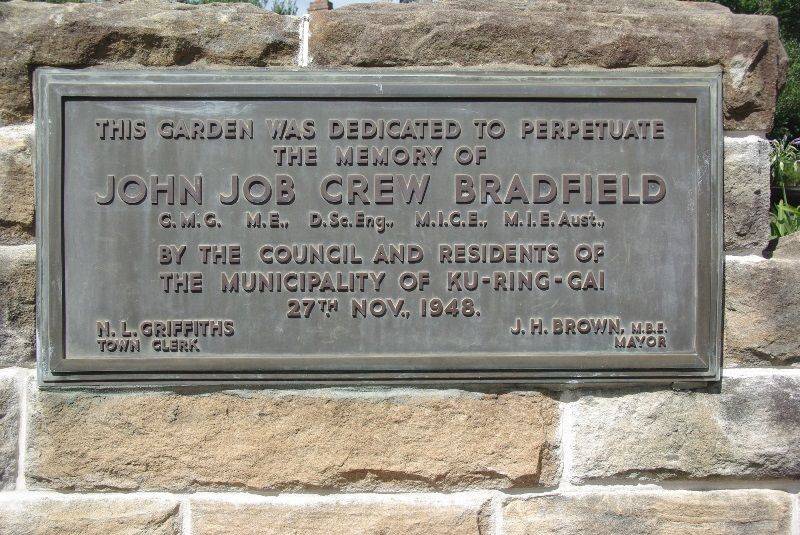 THIS GARDEN WAS DEDICATED TO PERPETUATE
THE MEMORY OF
JOHN JOB CREW BRADFIELD
C.M.G. M.E., D.Sc.Eng., M.I.C.E., M.I.E.Aust.,
BY THE COUNCIL AND RESIDENTS OF
THE MUNICIPALITY OF KU-RING-GAI
27TH NOV., 1948.
N. L. GRIFFITHS
TOWN CLERK
J. H. BROWN, M.B.E.
MAYOR